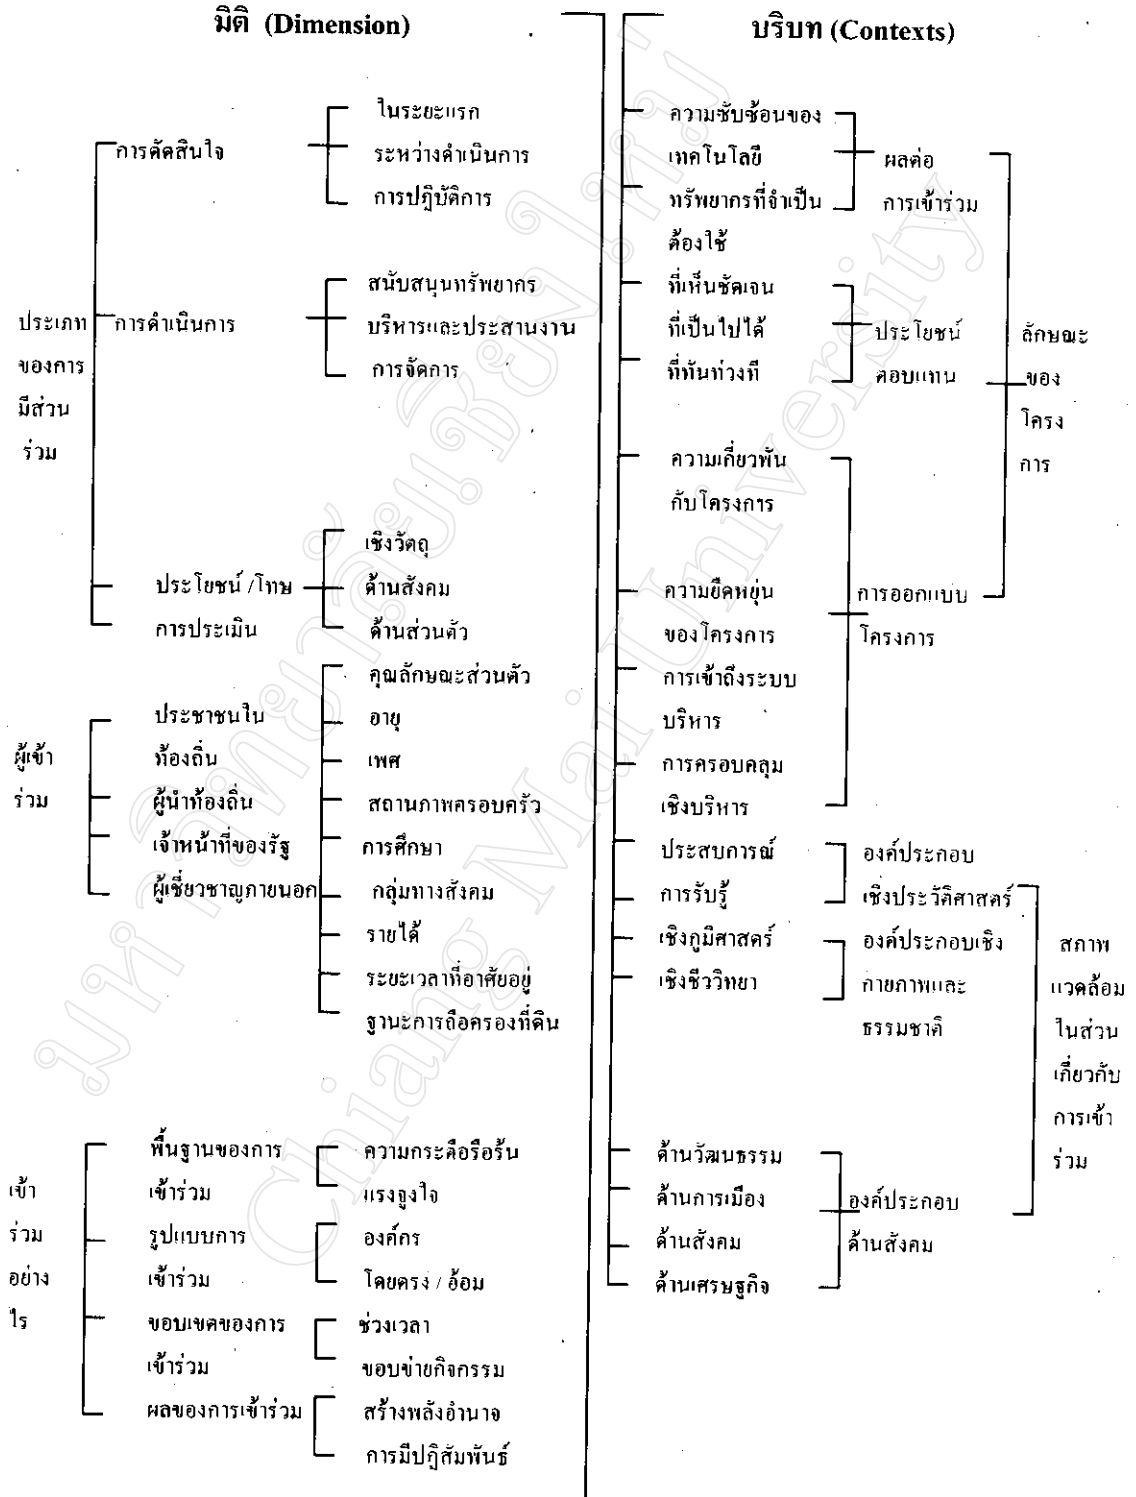 มิติ (Dimension)
ประเภท
ของการ
มีส่วน
ร่วม
การตัดสินใจ
ในระยะแรก
ระหว่างดำเนินการ
การปฏิบัติการ
การดำเนินการ
สนับสนุนทรัพยากร
บริหารและประสานงาน
การจัดการ
ประโยชน์ /โทษ
เชิงวัตถุ
ด้านสังคม
ด้านส่วนตัว
การประเมิน
ผู้เข้า
ร่วม
ประชาชนใน
ท้องถิ่น
ผู้นำท้องถิ่น
เจ้าหน้าที่ของรัฐ
ผู้เชี่ยวชาญภายนอก
คุณลักษณะส่วนตัว
อายุ
เพศ
สถานภาพครอบครัว
การศึกษา
กลุ่มทางสังคม
รายได้
ระยะเวลาที่อาศัยอยู่
ฐานะการถือครองที่ดิน
เข้า
ร่วม
อย่าง
ไร
พื้นฐานของการ
เข้าร่วม
ความกระตือรือร้น
แรงจูงใจ
รูปแบบการ
เข้าร่วม
องค์กร
โดยตรง / อ้อม
ขอบเขตของการ
เข้าร่วม
ช่วงเวลา
ขอบข่ายกิจกรรม
ผลของการเข้าร่วม
สร้างพลังอำนาจ
การมีปฏิสัมพันธ์
บริบท (Contexts)
ความซับซ้อนของ
เทคโนโลยี
ทรัพยากรที่จำเป็น
ต้องใช้
ผลต่อ
การเข้าร่วม
ที่เห็นชัดเจน
ที่เป็นไปได้
ที่ทันท่วงที
ประโยชน์
ตอบแทน
ความเกี่ยวพัน
กับโครงการ
ความยืดหยุ่น
ของโครงการ
การเข้าถึงระบบ
บริหาร
การครอบคลุม
เชิงบริหาร
การออกแบบ
โครงการ
ลักษณะ
ของ
โครง
การ
ประสบการณ์
การรับรู้
องค์ประกอบ
เชิงประวัติศาสตร์
เชิงภูมิศาสตร์
เชิงชีววิทยา
องค์ประกอบเชิง
กายภาพและ
ธรรมชาติ
ด้านวัฒนธรรม
ด้านการเมือง
ด้านสังคม
ด้านเศรษฐกิจ
องค์ประกอบ
ด้านสังคม
สภาพ
แวดล้อม
ในส่วน
เกี่ยวกับ
การเข้า
ร่วม
มหาวิทยาลัยเชียงใหม่
Chiang Mai University